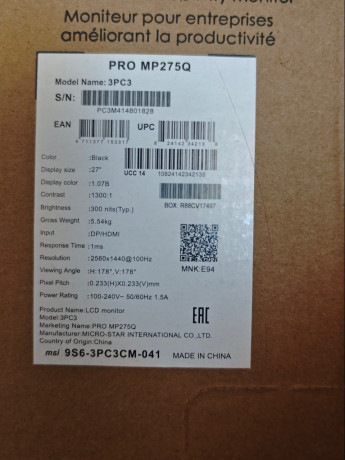 monitor
Moniteur pour entreprises
améliorant la productivité
PRO MP275Q
Model Name: 3PC3
S/N:
PC3M414801828
EAN
UPC
UCC 14
10824142342138
Color :Black
Display size :27"
Display color :1.07B
Contrast :1300:1
Brightness :300 nits(Typ.)
Gross Weight :5.54kg
Input :DP/HDMI
Response Time :1ms
Resolution :2560x1440@100Hz
Viewing Angle :H:178°,V:178°
Pixel Pitch :0.233(H)X0.233(V)mm
Power Rating :100-240V~ 50/60Hz 1.5A
BOX: R88CV17497
MNK:E94
Product Name:LCD monitor
Model:3PC3
Marketing Name:PRO MP275Q
Manufacturer:MICRO-STAR INTERNATIONAL CO.,LTD.
Country of Origin:China
EAC
msi 9S6-3PC3CM-041 MADE IN CHINA